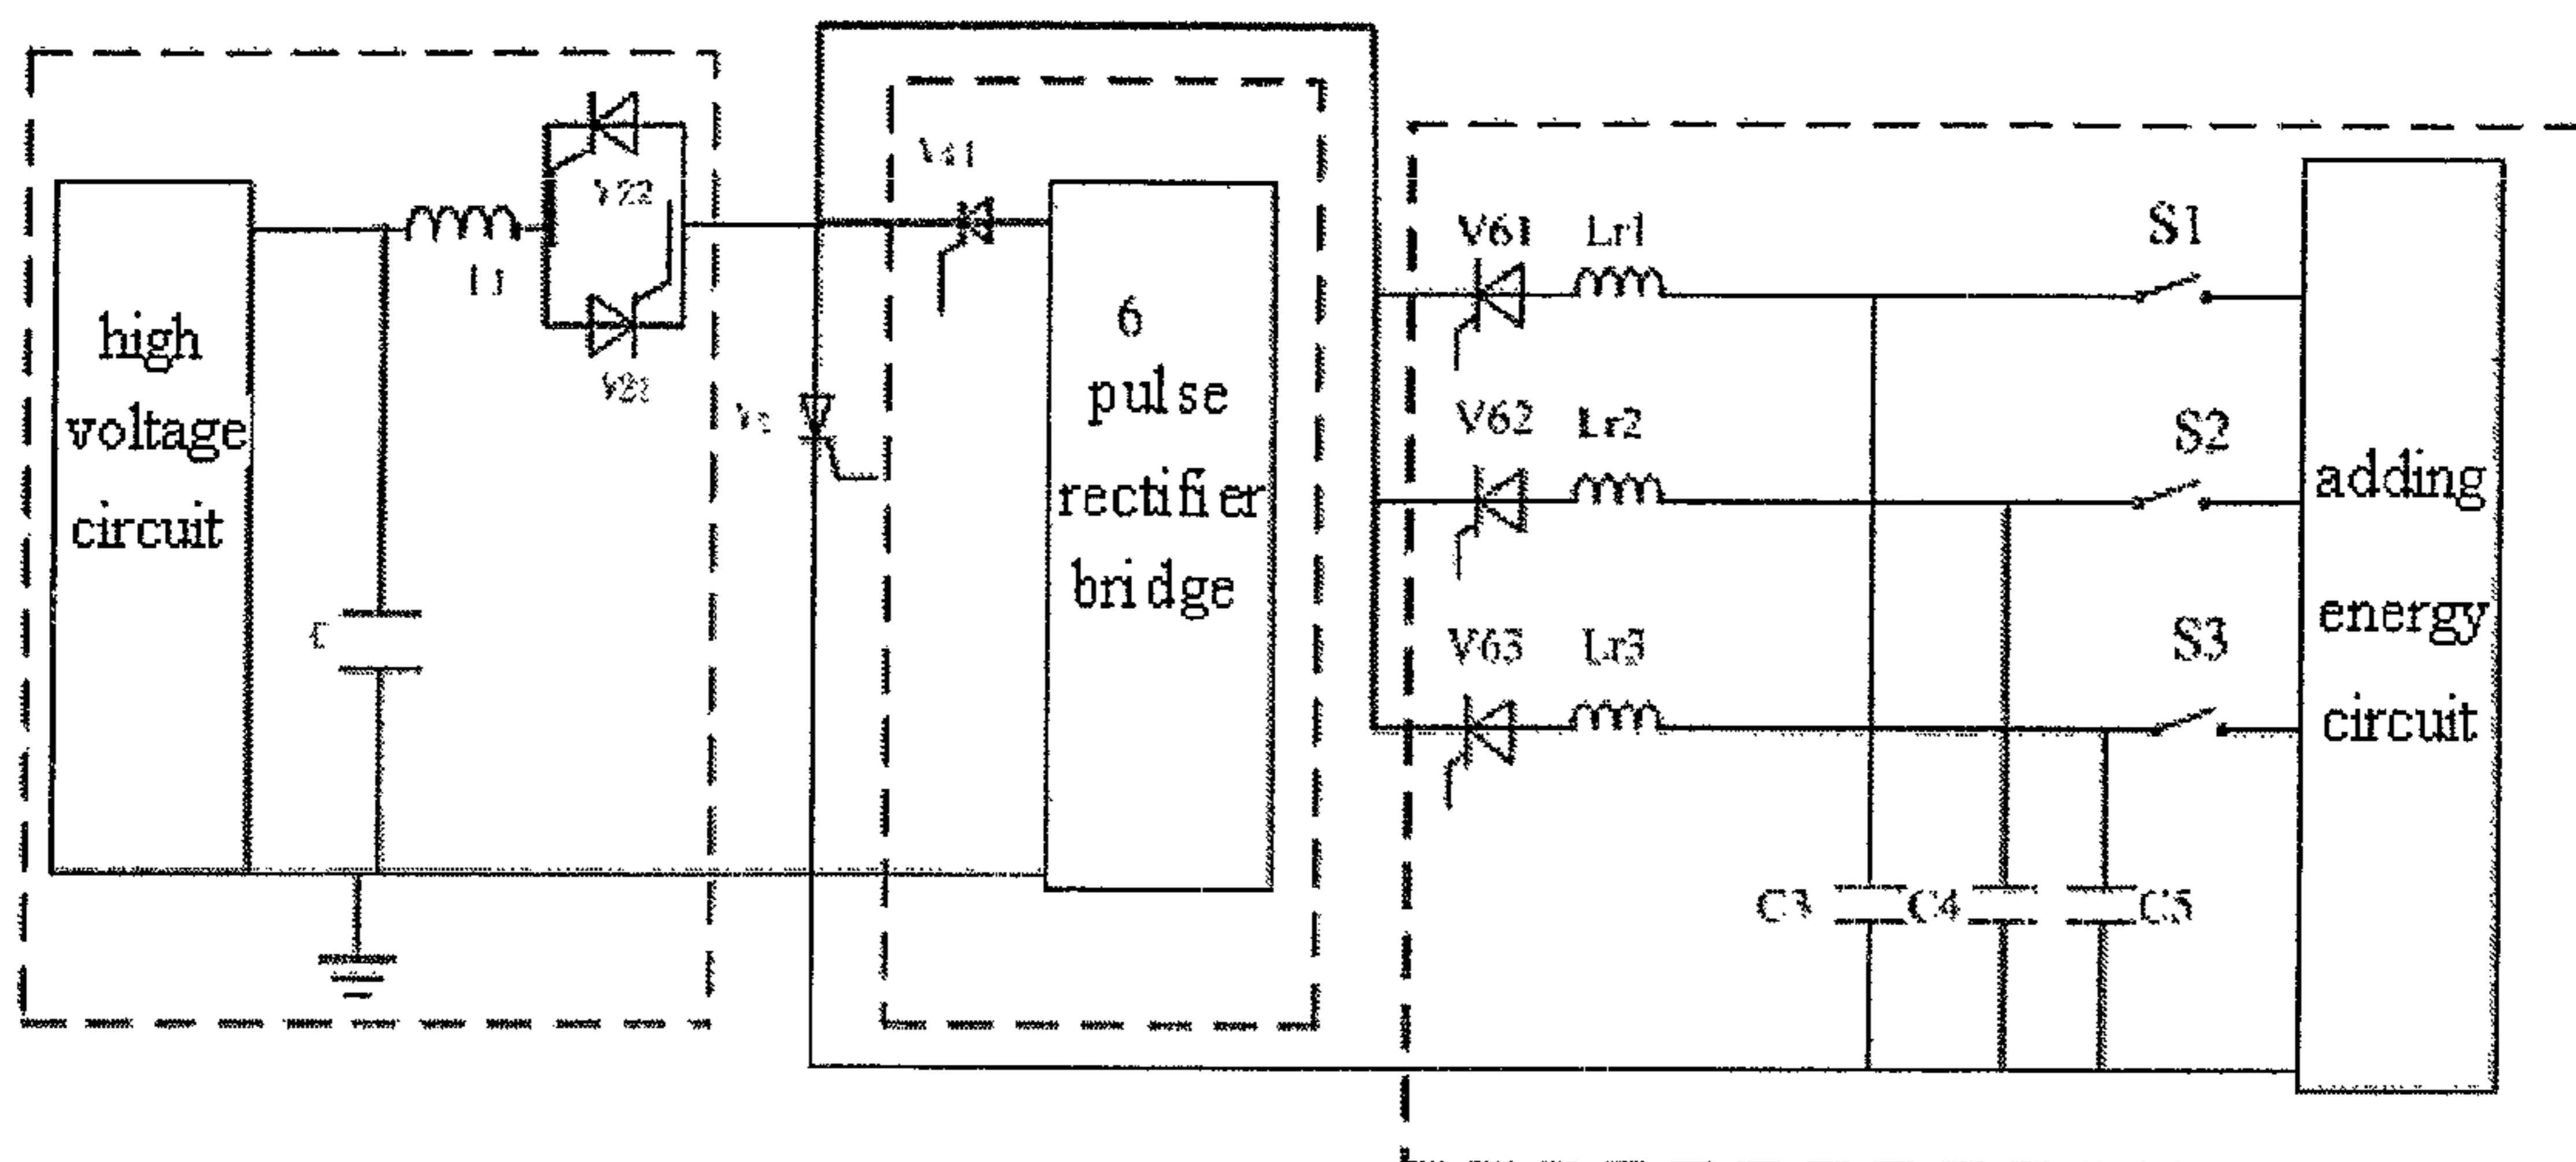 high
voltage
circuit
C
V22
V21
V41
6
pulse
rectifier
bridge
V61
Lr1
S1
V62
Lr2
S2
V63
Lr3
S3
C3
C4
C5
adding
energy
circuit